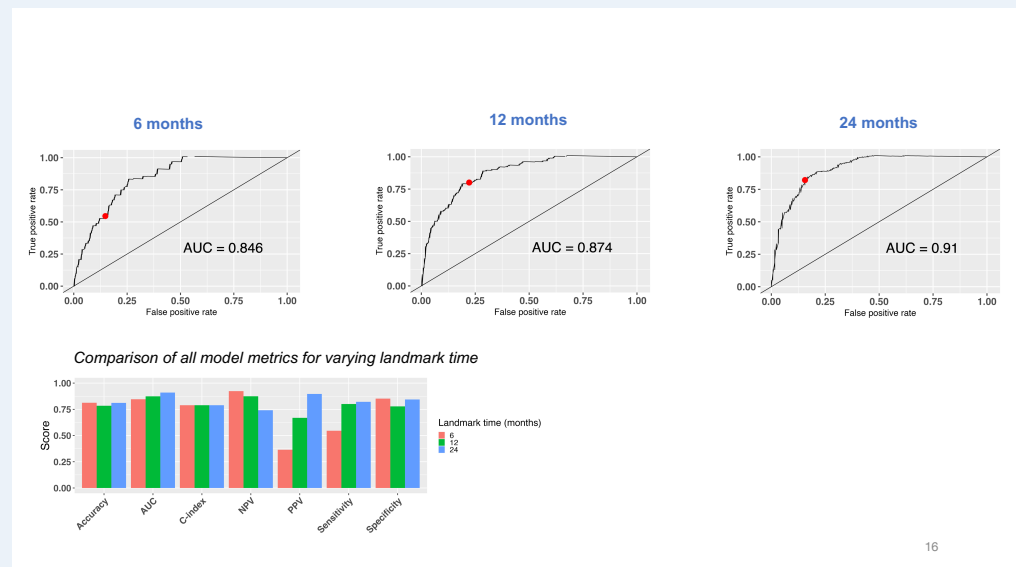 6 months
12 months
24 months
1.00
0.75
0.50
0.25
0.00
True positive rate
AUC = 0.846
0.00 0.25 0.50 0.75 1.00
False positive rate
1.00
0.75
0.50
0.25
0.00
True positive rate
AUC = 0.874
0.00 0.25 0.50 0.75 1.00
False positive rate
1.00
0.75
0.50
0.25
0.00
True positive rate
AUC = 0.91
0.00 0.25 0.50 0.75 1.00
False positive rate
Comparison of all model metrics for varying landmark time
1.00
0.75
0.50
0.25
0.00
Score
Accuracy
AUC
C-index
NPV
PPV
Sensitivity
Specificity
Landmark time (months)
6
12
24
16